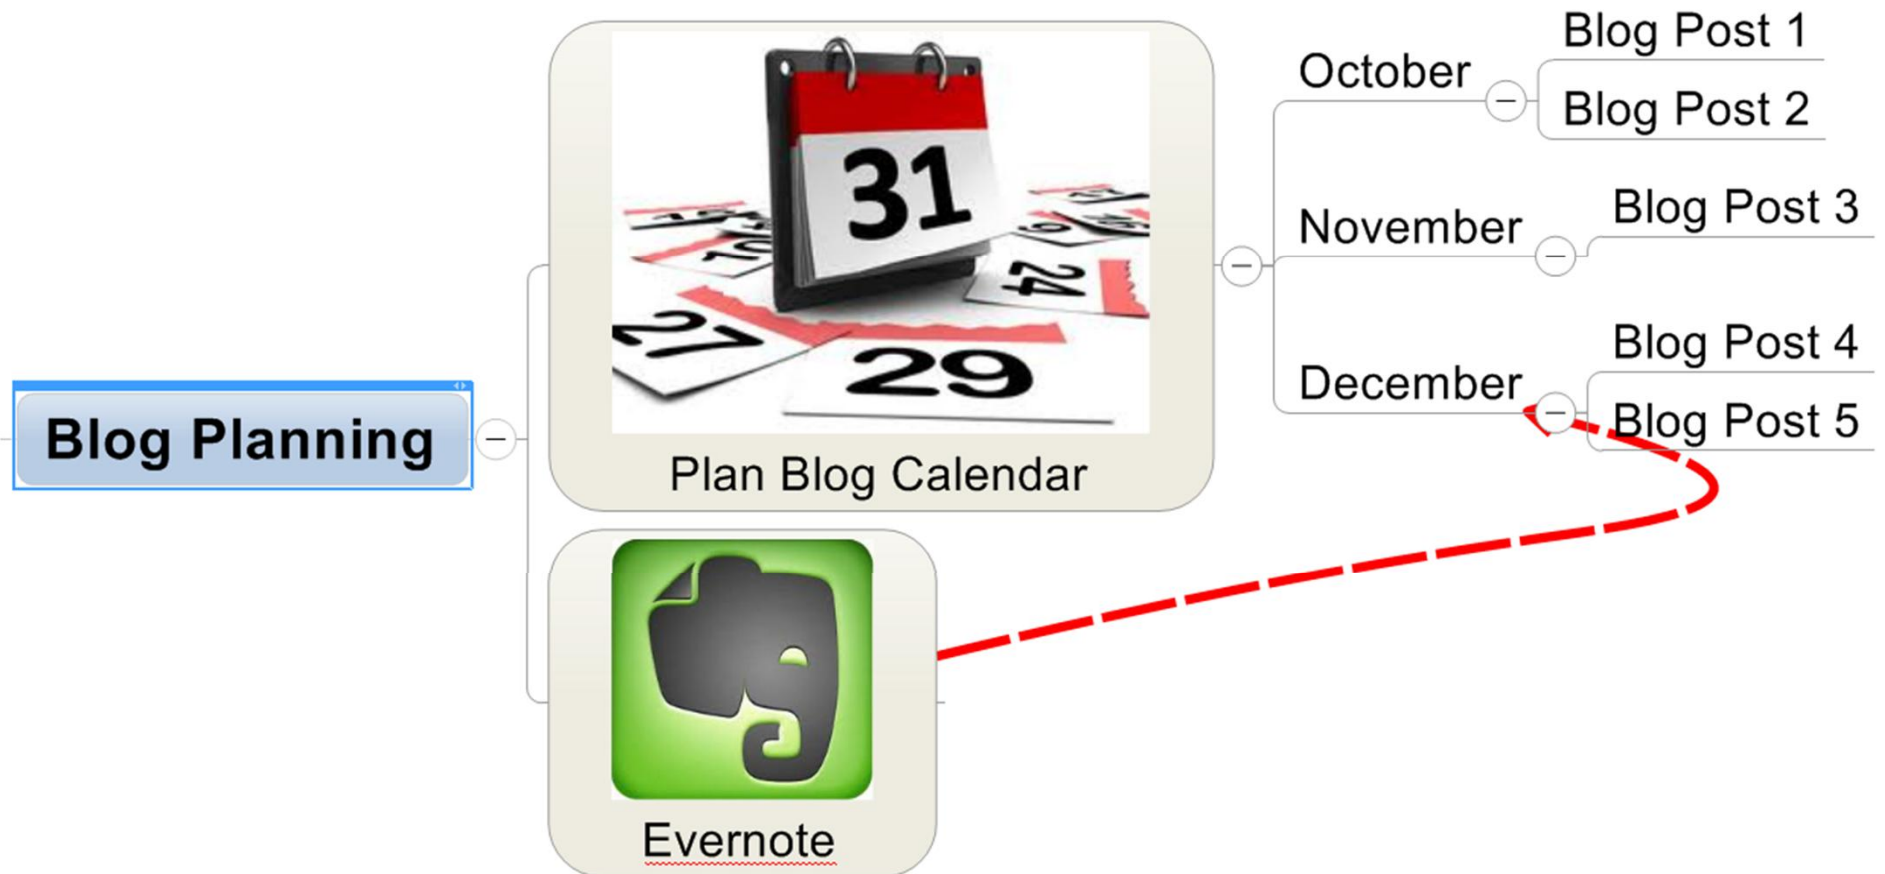 Blog Planning
31
27
29
24
Plan Blog Calendar
October
Blog Post 1
Blog Post 2
November
Blog Post 3
December
Blog Post 4
Blog Post 5
Evernote